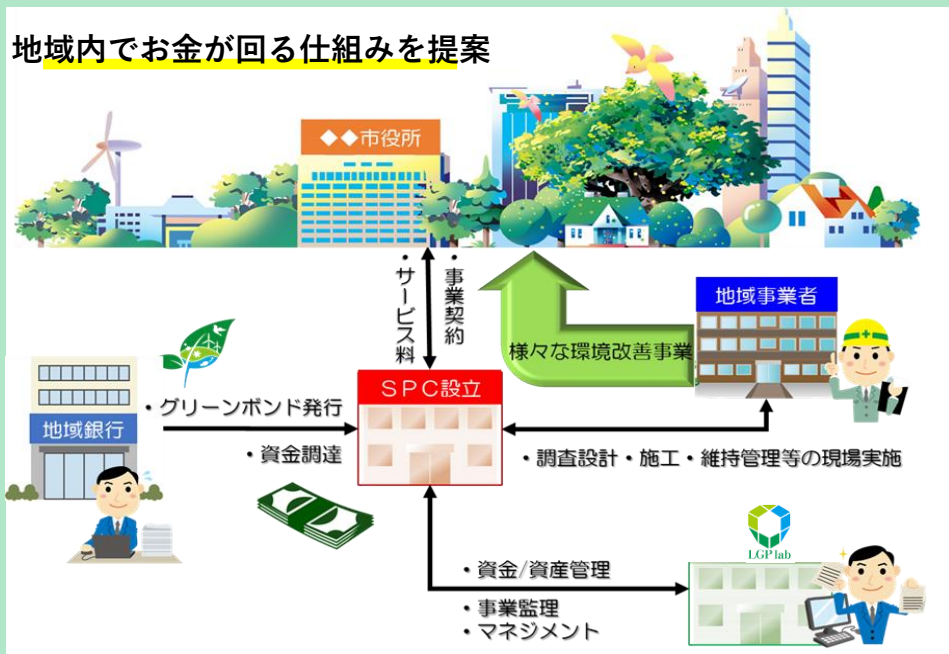 地域内でお金が回る仕組みを提案
◆◆市役所
・サービス料
・事業契約
地域事業者
様々な環境改善事業
SPC設立
・グリーンボンド発行
地域銀行
・資金調達
・調査設計・施工・維持管理等の現場実施
LGP lab
・資金/資産管理
・事業監理
・マネジメント